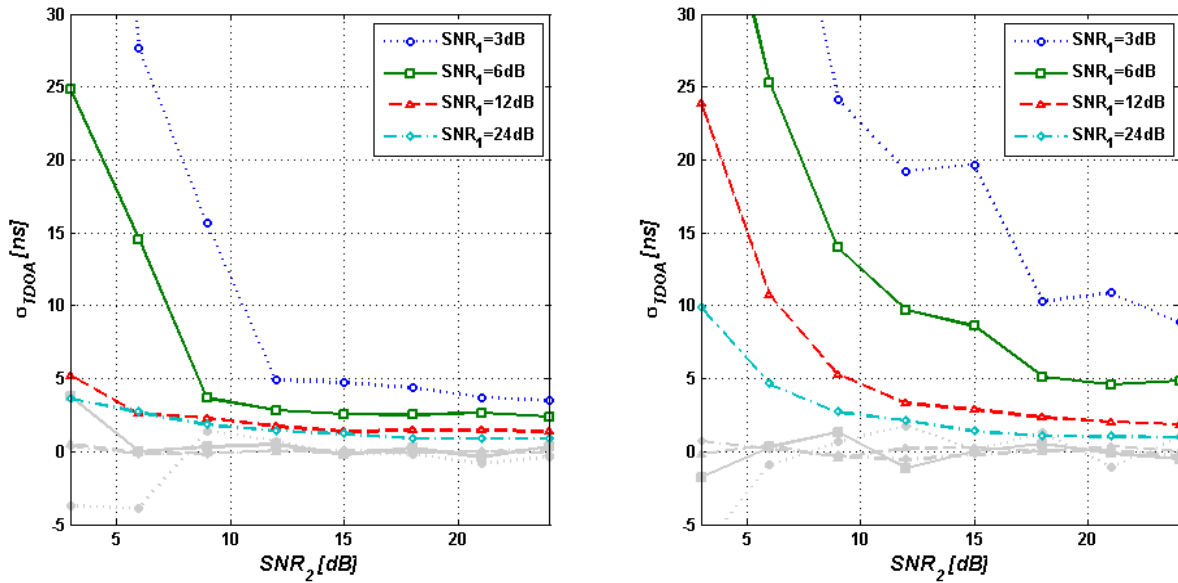 30
25
20
15
10
5
0
-5
5
10
15
20
σTDOA [ns]
SNR2 [dB]
SNR1=3dB
SNR1=6dB
SNR1=12dB
SNR1=24dB
30
25
20
15
10
5
0
-5
5
10
15
20
σTDOA [ns]
SNR2 [dB]
SNR1=3dB
SNR1=6dB
SNR1=12dB
SNR1=24dB